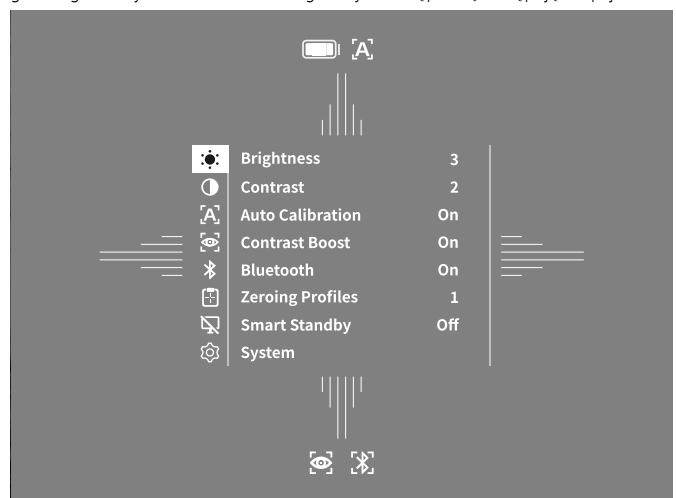 [A]
Brightness 3
Contrast 2
[A] Auto Calibration On
Contrast Boost On
Bluetooth On
Zeroing Profiles 1
Smart Standby Off
System